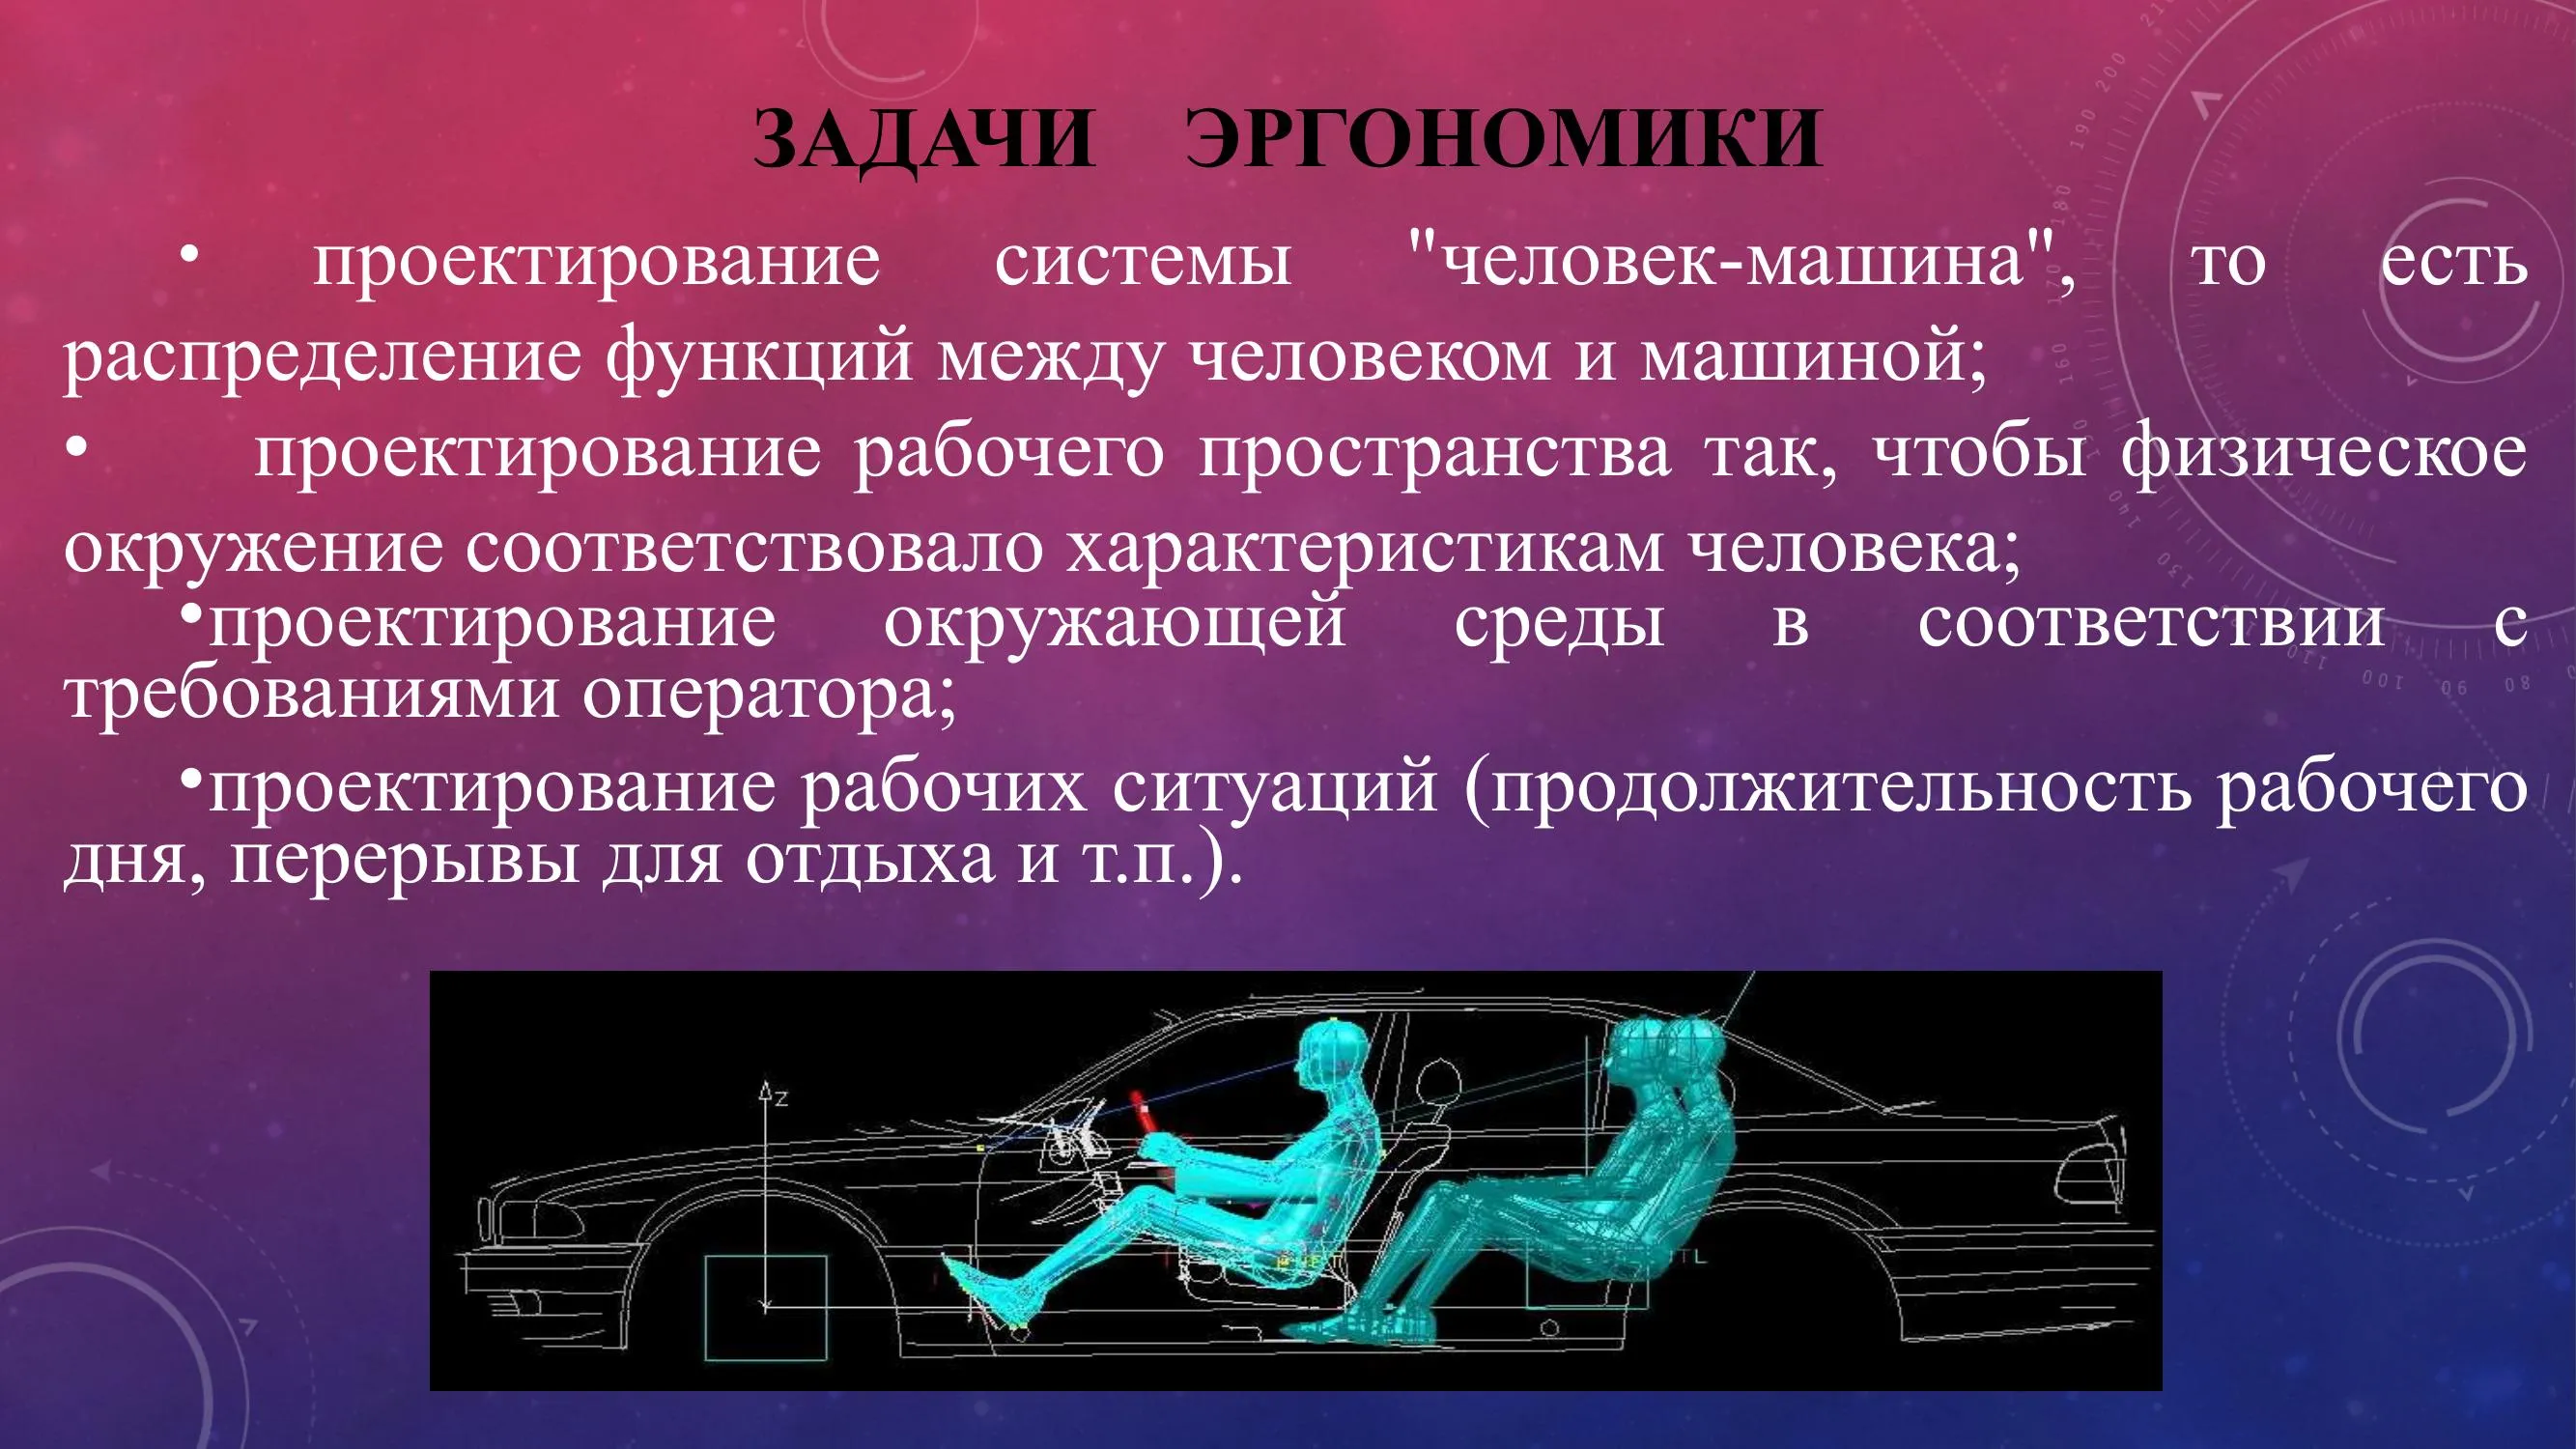 ЗАДАЧИ ЭРГОНОМИКИ
• проектирование системы "человек-машина", то есть
распределение функций между человеком и машиной;
• проектирование рабочего пространства так, чтобы физическое
окружение соответствовало характеристикам человека;
•проектирование окружающей среды в соответствии с
требованиями оператора;
•проектирование рабочих ситуаций (продолжительность рабочего
дня, перерывы для отдыха и т.п.).
Z